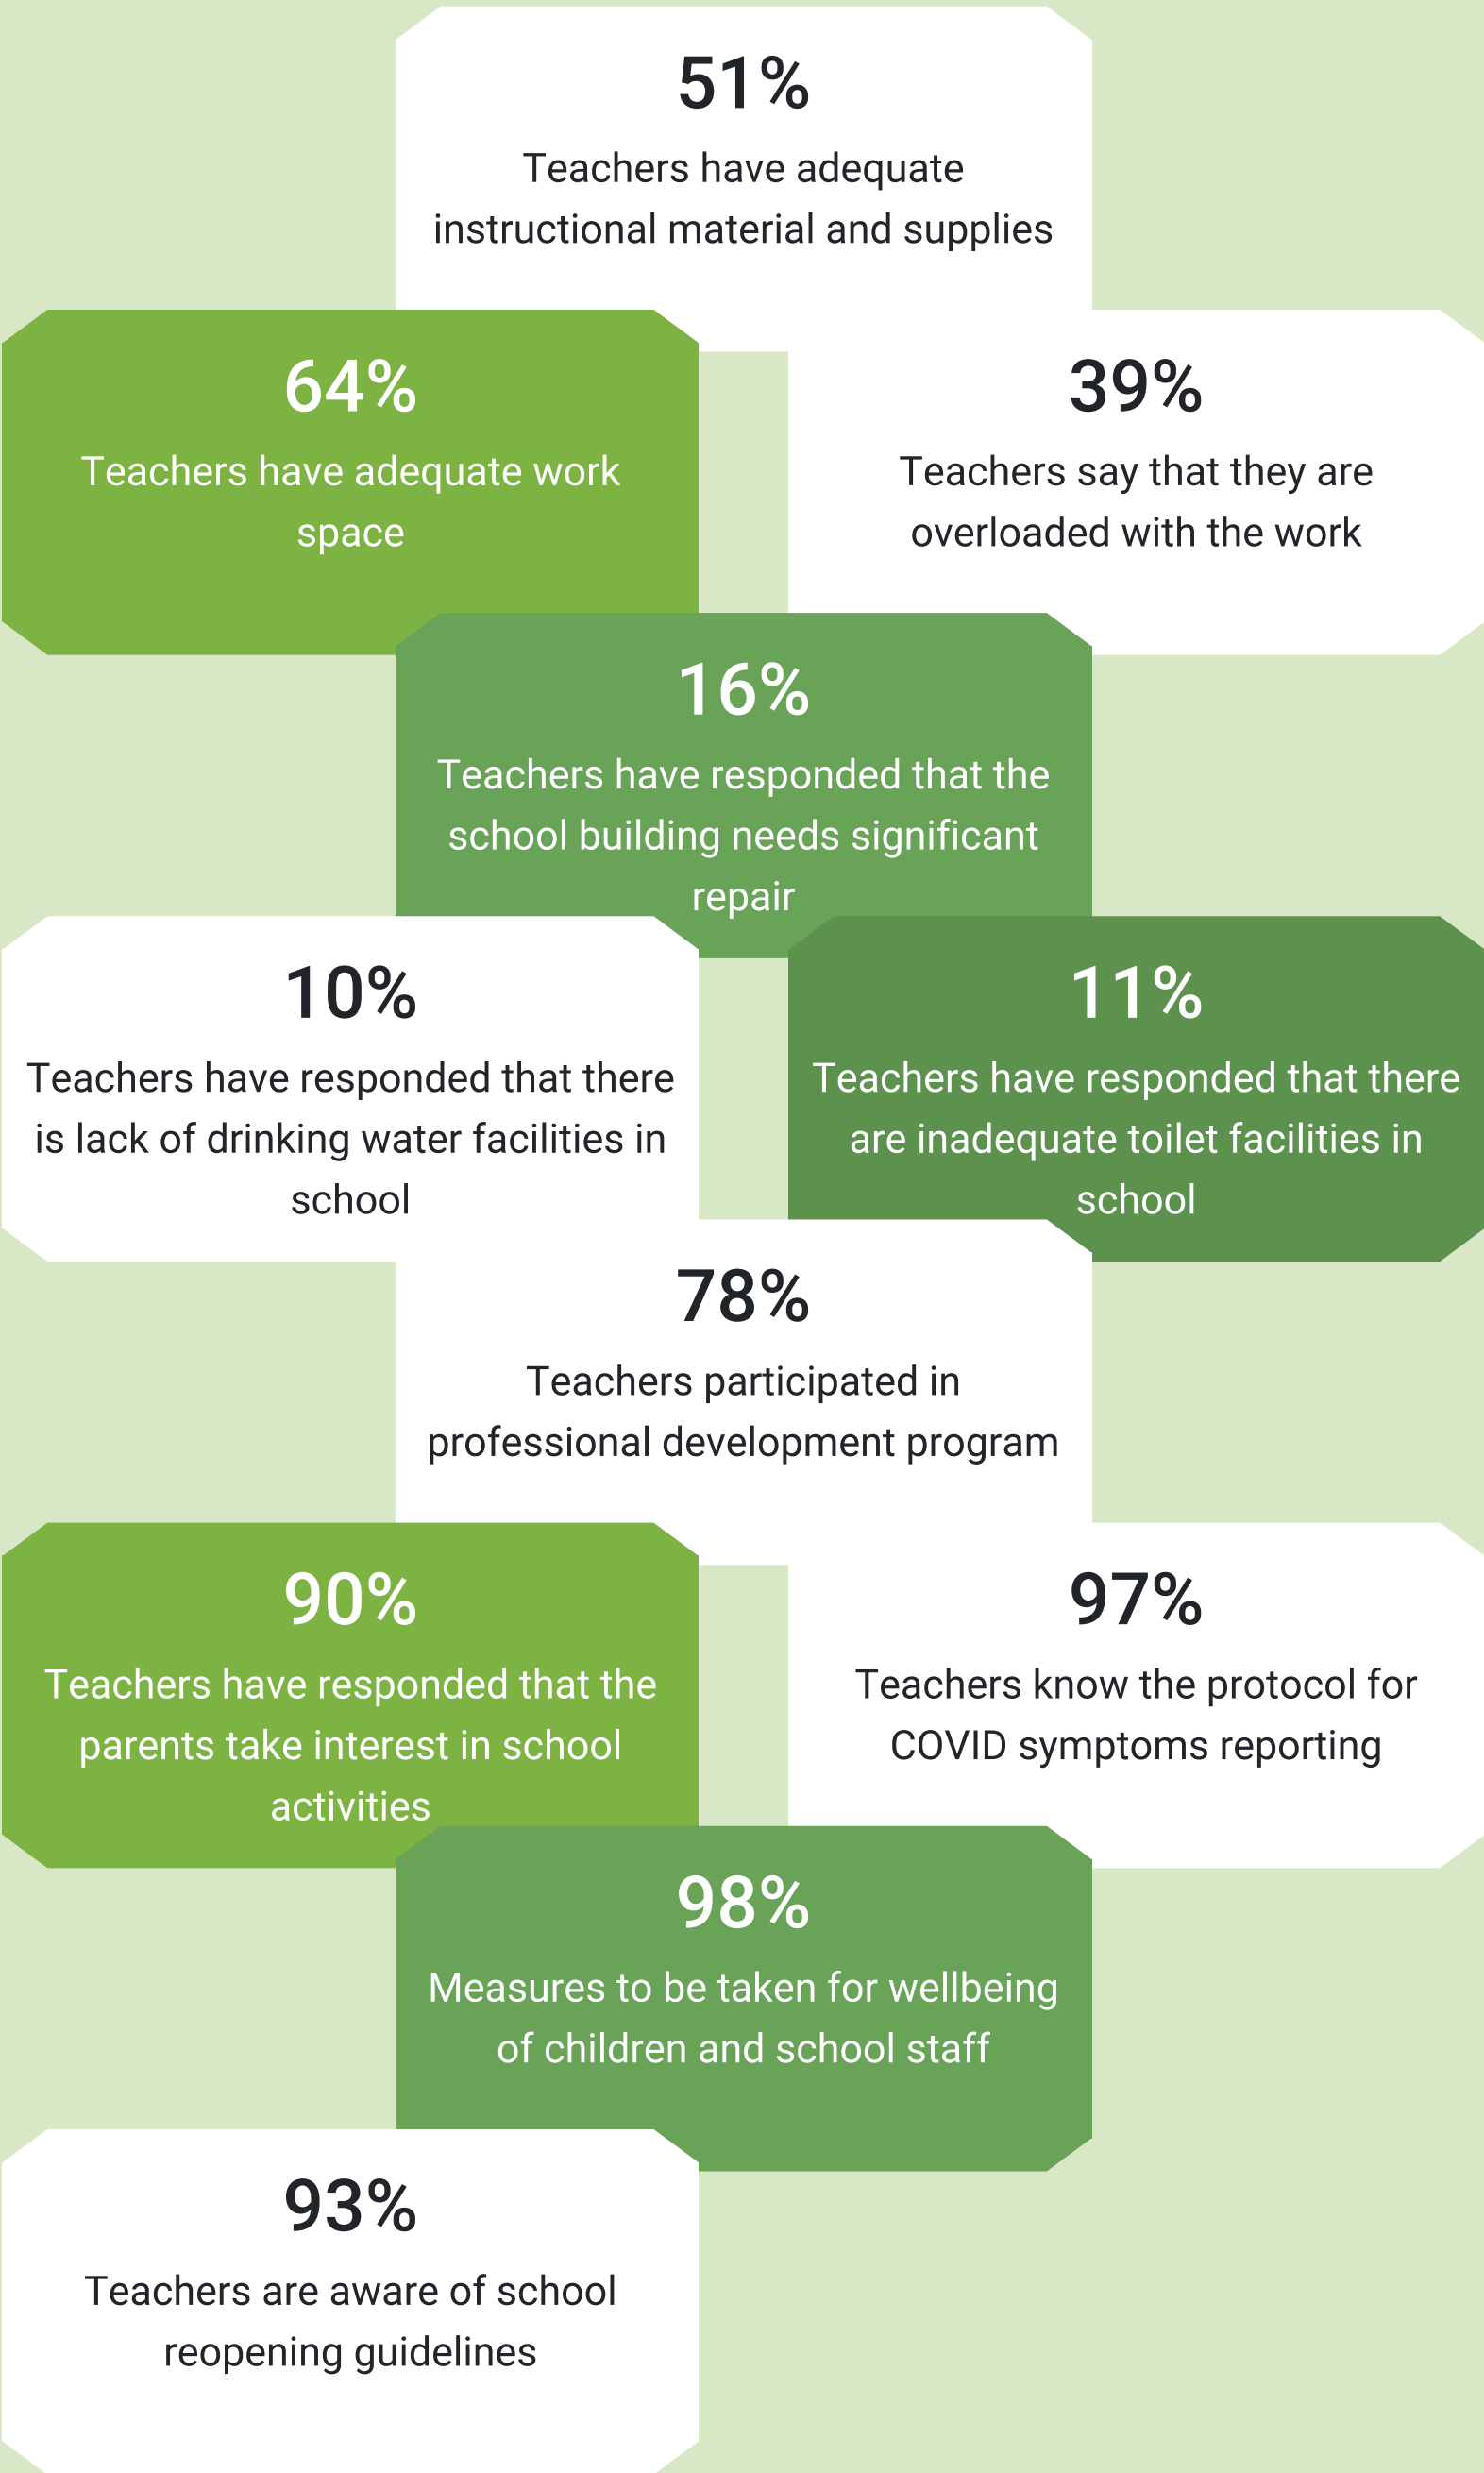 51%
Teachers have adequate
instructional material and supplies
64%
Teachers have adequate work
space
39%
Teachers say that they are
overloaded with the work
16%
Teachers have responded that the
school building needs significant
repair
10%
Teachers have responded that there
is lack of drinking water facilities in
school
11%
Teachers have responded that there
are inadequate toilet facilities in
school
78%
Teachers participated in
professional development program
90%
Teachers have responded that the
parents take interest in school
activities
97%
Teachers know the protocol for
COVID symptoms reporting
98%
Measures to be taken for wellbeing
of children and school staff
93%
Teachers are aware of school
reopening guidelines